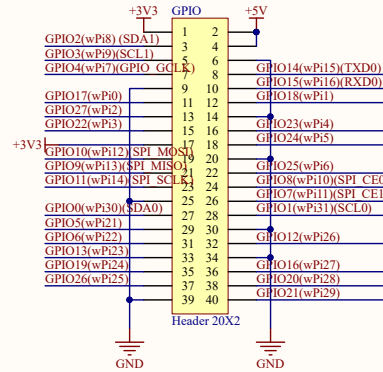 +3V3 GPIO +5V
1 2
GPIO2(wPi8) (SDA1) 3 4
GPIO3(wPi9)(SCL1) 5 6
GPIO4(wPi7)(GPIO_GCLK) 7 8 GPIO14(wPi15)(TXD0)
9 10 GPIO15(wPi16)(RXD0)
GPIO17(wPi0) 11 12 GPIO18(wPi1)
GPIO27(wPi2) 13 14
GPIO22(wPi3) 15 16 GPIO23(wPi4)
+3V3 17 18 GPIO24(wPi5)
GPIO10(wPi12)(SPI_MOSI) 19 20
GPIO9(wPi13)(SPI_MISO) 21 22 GPIO25(wPi6)
GPIO11(wPi14)(SPI_SCLK) 23 24 GPIO8(wPi10)(SPI_CE0
25 26 GPIO7(wPi11)(SPI_CE1
GPIO0(wPi30)(SDA0) 27 28 GPIO1(wPi31)(SCL0)
GPIO5(wPi21) 29 30
GPIO6(wPi22) 31 32 GPIO12(wPi26)
GPIO13(wPi23) 33 34
GPIO19(wPi24) 35 36 GPIO16(wPi27)
GPIO26(wPi25) 37 38 GPIO20(wPi28)
39 40 GPIO21(wPi29)
Header 20X2
GND GND